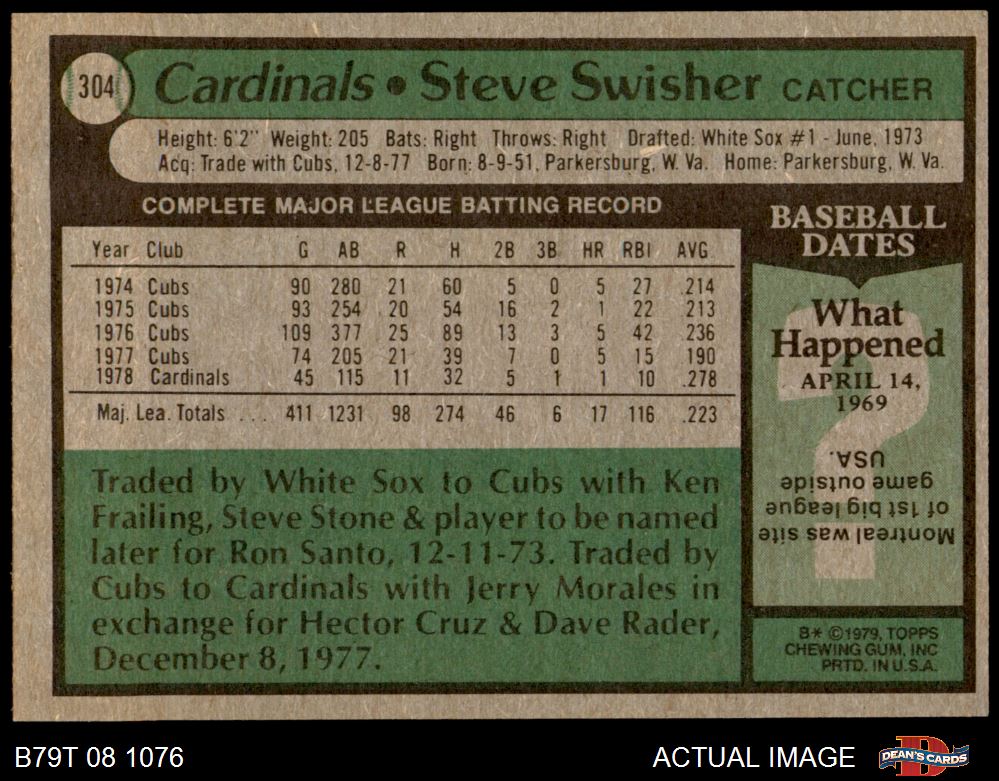 304 Cardinals • Steve Swisher CATCHER
Height: 6'2" Weight: 205 Bats: Right Throws: Right Drafted: White Sox #1 - June, 1973
Acq: Trade with Cubs, 12-8-77 Born: 8-9-51, Parkersburg, W. Va. Home: Parkersburg, W. Va.
COMPLETE MAJOR LEAGUE BATTING RECORD
Year Club G AB R H 2B 3B HR RBI AVG.
1974 Cubs 90 280 21 60 5 0 5 27 .214
1975 Cubs 93 254 20 54 16 2 1 22 .213
1976 Cubs 109 377 25 89 13 3 5 42 .236
1977 Cubs 74 205 21 39 7 0 5 15 .190
1978 Cardinals 45 115 11 32 5 1 1 10 .278
Maj. Lea. Totals ... 411 1231 98 274 46 6 17 116 .223
Traded by White Sox to Cubs with Ken
Frailing, Steve Stone & player to be named
later for Ron Santo, 12-11-73. Traded by
Cubs to Cardinals with Jerry Morales in
exchange for Hector Cruz & Dave Rader,
December 8, 1977.
BASEBALL
DATES
What
Happened
APRIL 14,
1969
?
Montreal was site
of 1st big league
game outside
USA.
B* ©1979, TOPPS
CHEWING GUM, INC
PRTD. IN U.S.A.
B79T 08 1076
ACTUAL IMAGE
DEAN'S CARDS